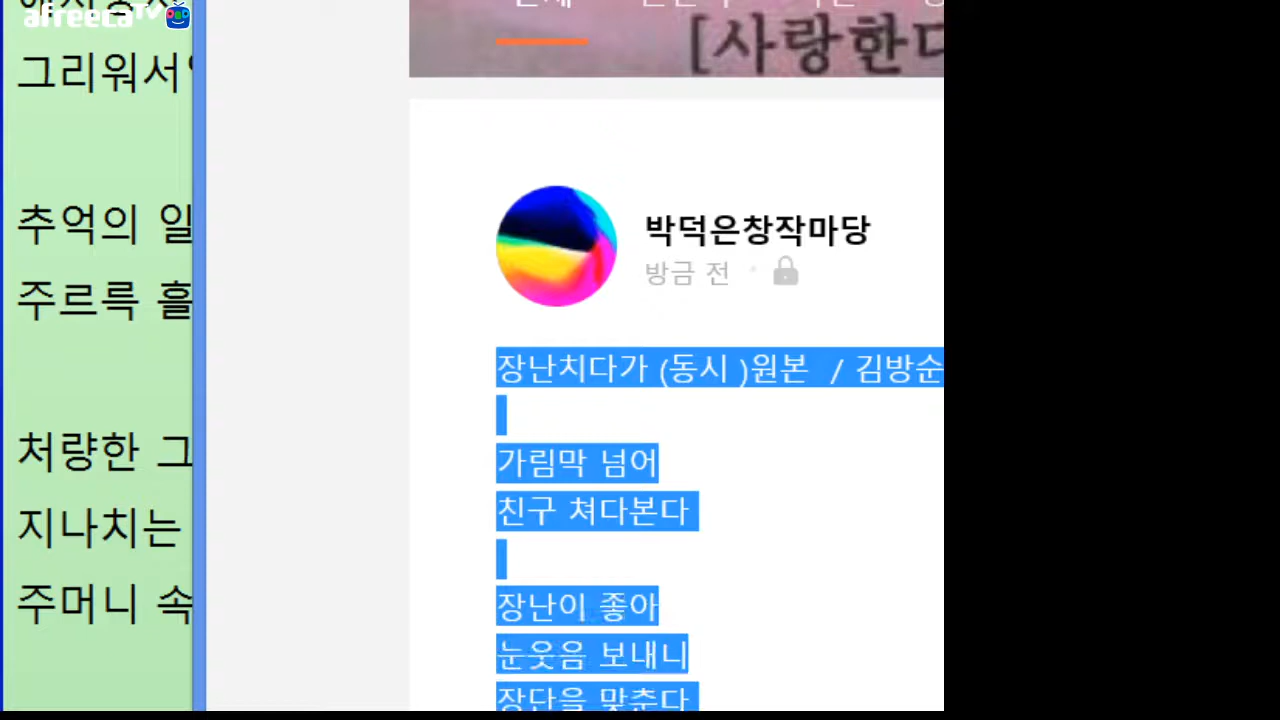 afreecaTV
그리워서
추억의 일
주르륵 흘
처량한 그
지나치는
주머니 속
[사랑한다
박덕은창작마당
방금 전
장난치다가 (동시 )원본 / 김방순
가림막 넘어
친구 쳐다본다
장난이 좋아
눈웃음 보내니
장단을 맞춘다